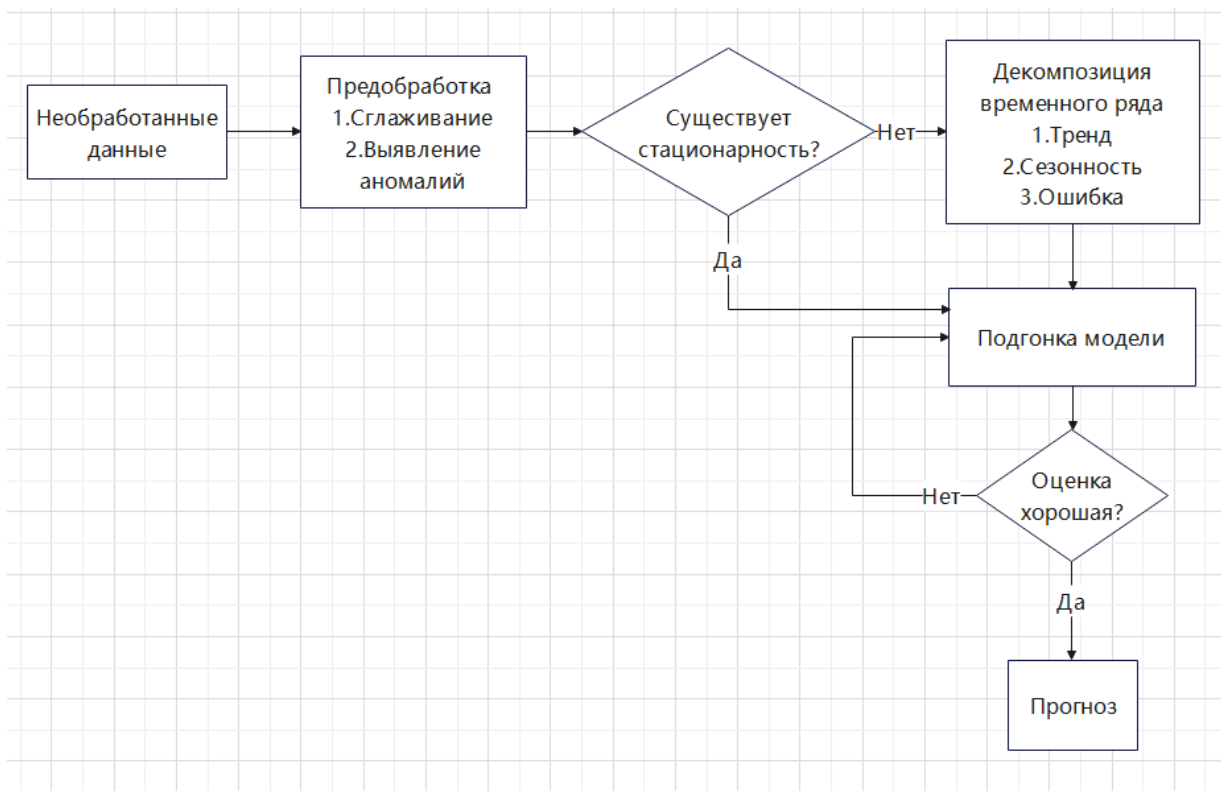 Необработанные
данные
Предобработка
1.Сглаживание
2.Выявление
аномалий
Существует
стационарность?
Нет
Декомпозиция
временного ряда
1.Тренд
2.Сезонность
3.Ошибка
Да
Подгонка модели
Оценка
хорошая?
Нет
Да
Прогноз